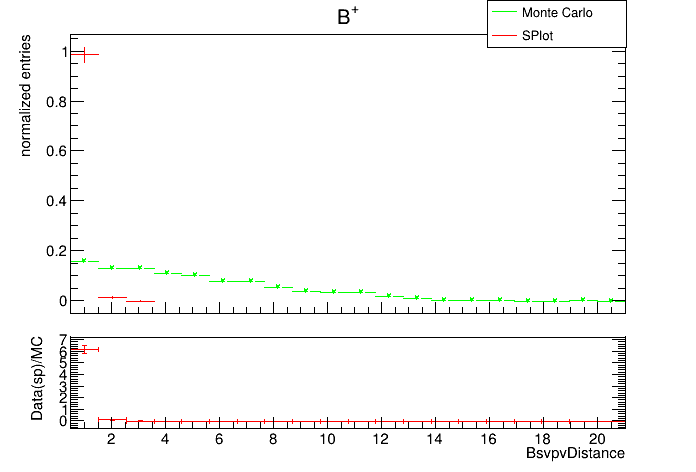 B+
Monte Carlo
SPlot
normalized entries
1
0.8
0.6
0.4
0.2
0
Data(sp)/MC
7
6
5
4
3
2
1
0
2 4 6 8 10 12 14 16 18 20
BsvpvDistance